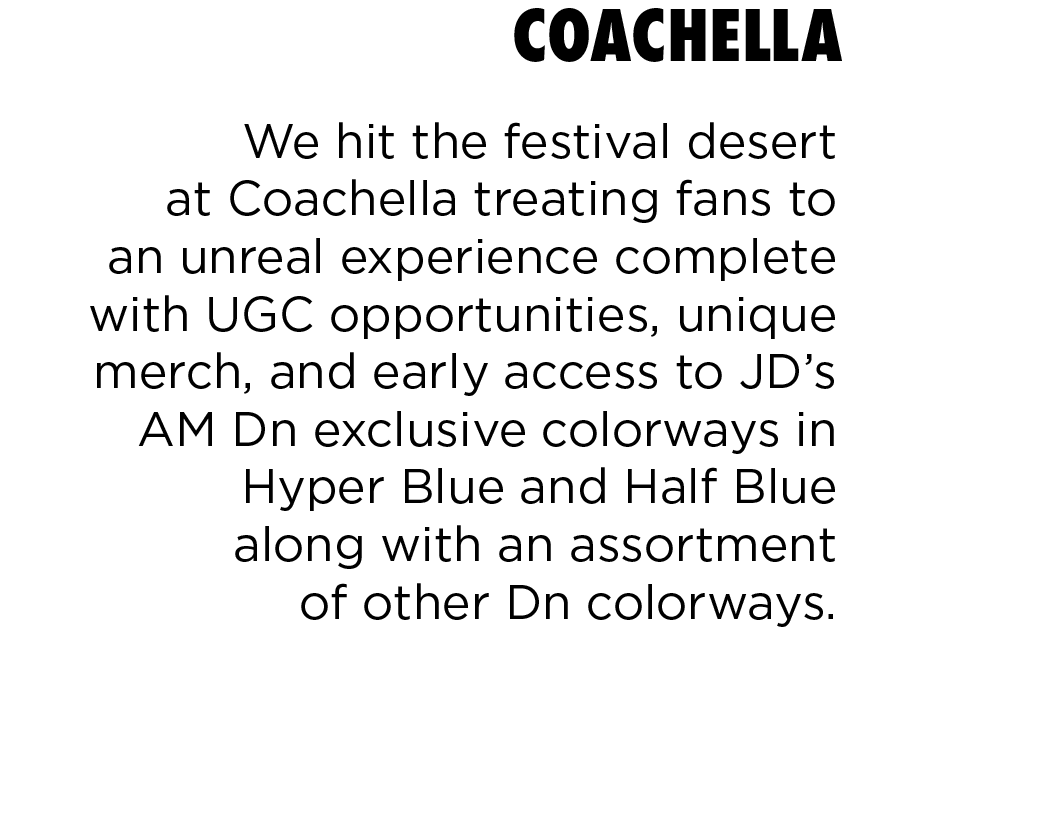 COACHELLA
We hit the festival desert
at Coachella treating fans to
an unreal experience complete
with UGC opportunities, unique
merch, and early access to JD’s
AM Dn exclusive colorways in
Hyper Blue and Half Blue
along with an assortment
of other Dn colorways.